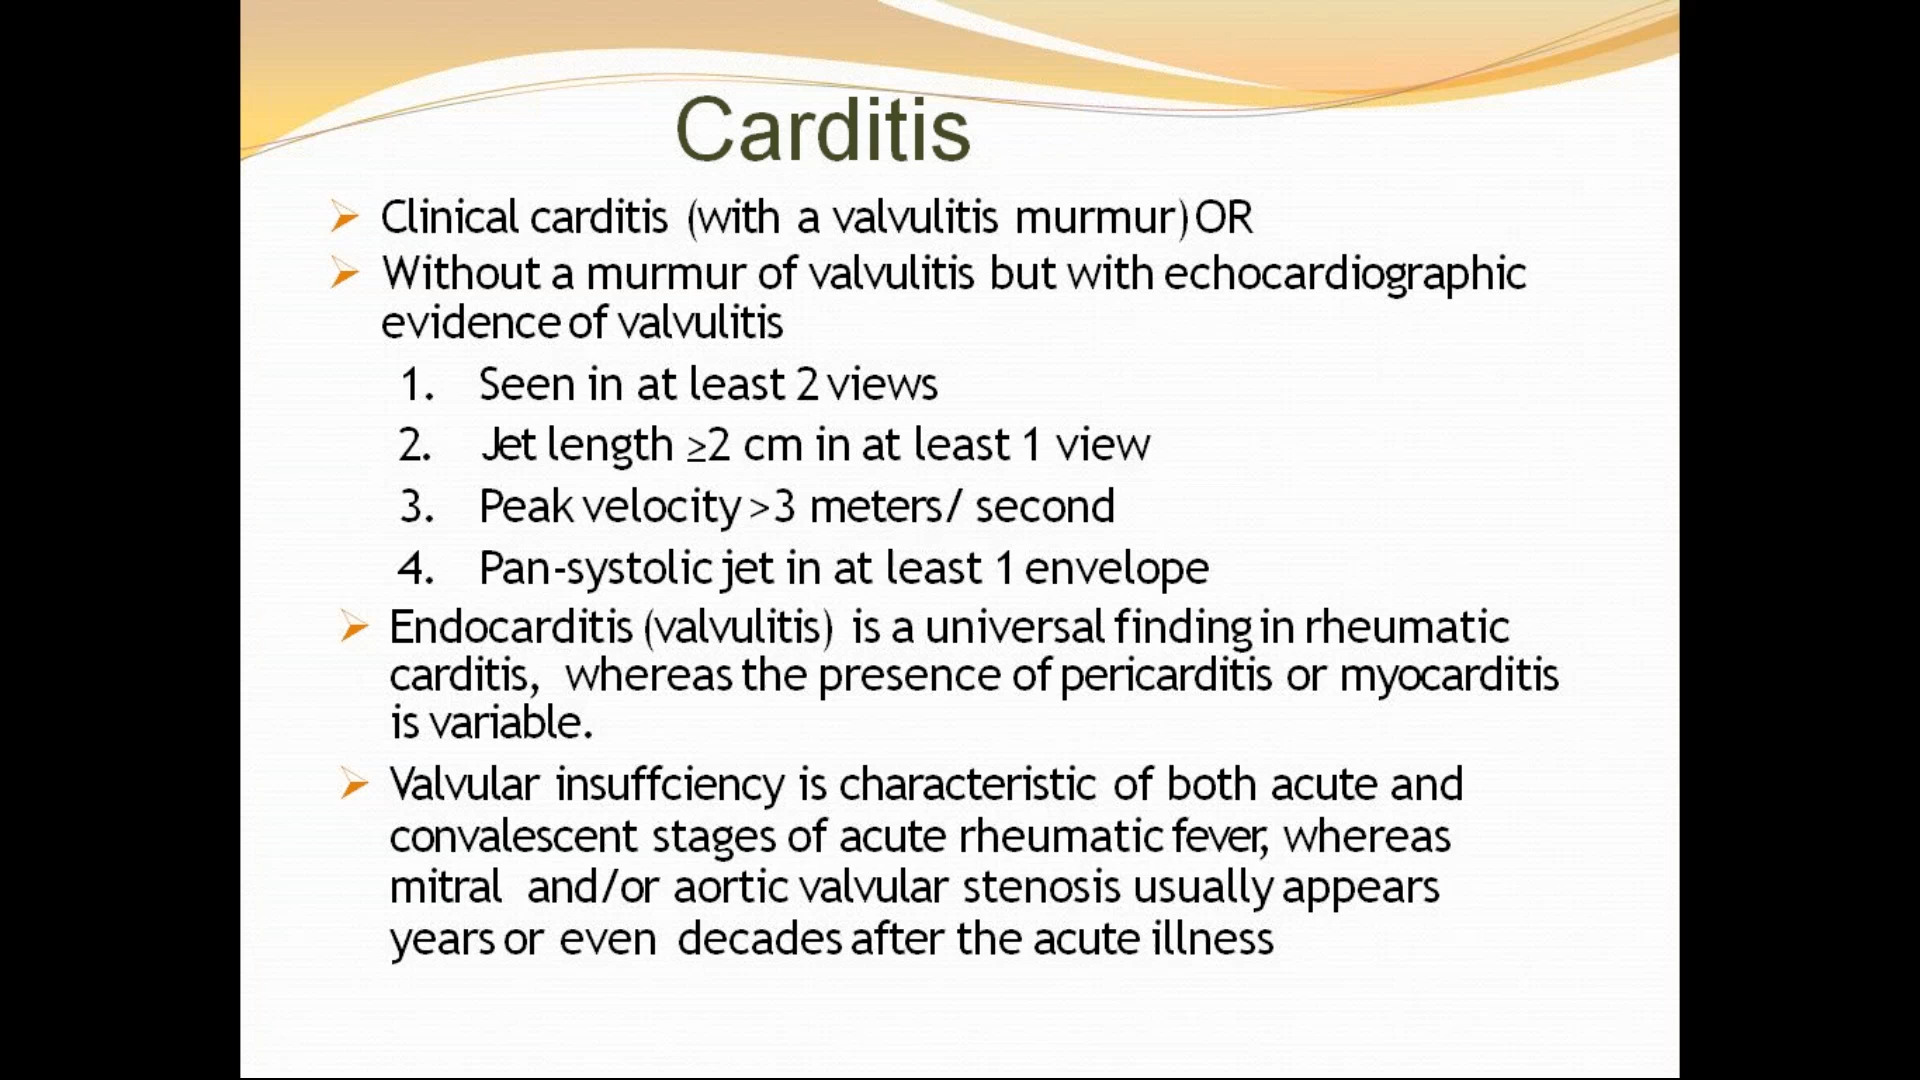 Carditis
Clinical carditis (with a valvulitis murmur) OR
Without a murmur of valvulitis but with echocardiographic
evidence of valvulitis
1. Seen in at least 2 views
2. Jet length ≥2 cm in at least 1 view
3. Peak velocity >3 meters/ second
4. Pan-systolic jet in at least 1 envelope
Endocarditis (valvulitis) is a universal finding in rheumatic
carditis, whereas the presence of pericarditis or myocarditis
is variable.
Valvular insuffciency is characteristic of both acute and
convalescent stages of acute rheumatic fever, whereas
mitral and/or aortic valvular stenosis usually appears
years or even decades after the acute illness